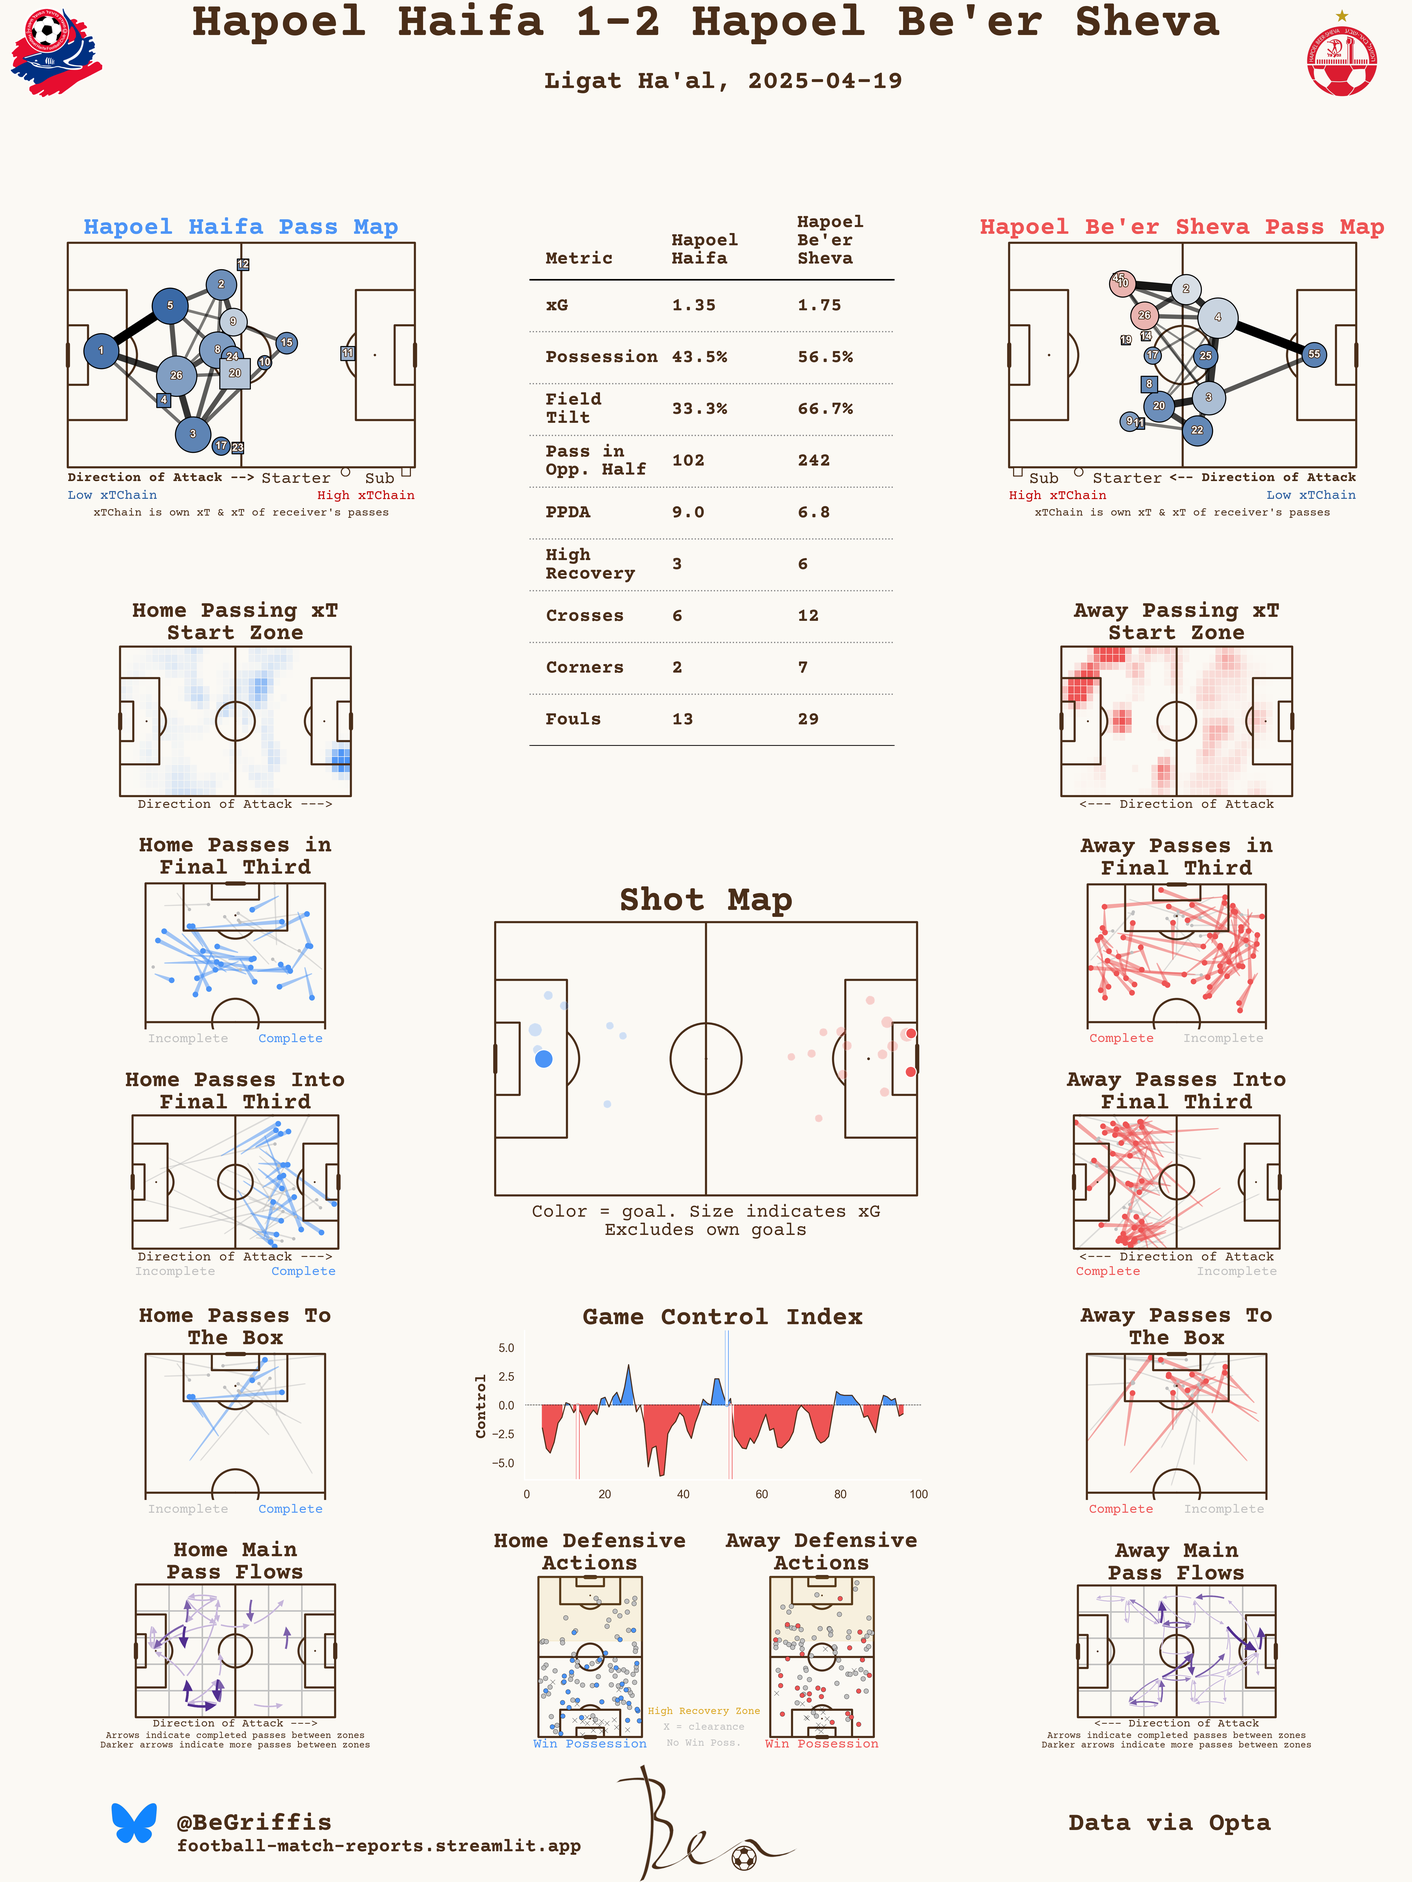 Hapoel Haifa 1-2 Hapoel Be'er Sheva
Ligat Ha'al, 2025-04-19
Hapoel Haifa Pass Map
12
2
5
9
1
8
24
15
11
10
26
20
4
3
17
23
Direction of Attack --> Starter Sub
Low xTChain High xTChain
xTChain is own xT & xT of receiver's passes
Metric Hapoel Haifa Hapoel Be'er Sheva
xG 1.35 1.75
Possession 43.5% 56.5%
Field Tilt 33.3% 66.7%
Pass in Opp. Half 102 242
PPDA 9.0 6.8
High Recovery 3 6
Crosses 6 12
Corners 2 7
Fouls 13 29
Hapoel Be'er Sheva Pass Map
45
10
2
26
4
19
14
17
25
55
8
20
3
9
11
22
Sub Starter <-- Direction of Attack
High xTChain Low xTChain
xTChain is own xT & xT of receiver's passes
Home Passing xT
Start Zone
Direction of Attack --->
Away Passing xT
Start Zone
<--- Direction of Attack
Home Passes in
Final Third
Incomplete Complete
Away Passes in
Final Third
Complete Incomplete
Shot Map
Color = goal. Size indicates xG
Excludes own goals
Home Passes Into
Final Third
Direction of Attack --->
Incomplete Complete
Away Passes Into
Final Third
<--- Direction of Attack
Complete Incomplete
Home Passes To
The Box
Incomplete Complete
Game Control Index
Control
5.0
2.5
0.0
−2.5
−5.0
0 20 40 60 80 100
Away Passes To
The Box
Complete Incomplete
Home Main
Pass Flows
Direction of Attack --->
Arrows indicate completed passes between zones
Darker arrows indicate more passes between zones
Home Defensive
Actions
Win Possession
Away Defensive
Actions
Win Possession
High Recovery Zone
X = clearance
No Win Poss.
Away Main
Pass Flows
<--- Direction of Attack
Arrows indicate completed passes between zones
Darker arrows indicate more passes between zones
@BeGriffis
football-match-reports.streamlit.app
Ben
Data via Opta